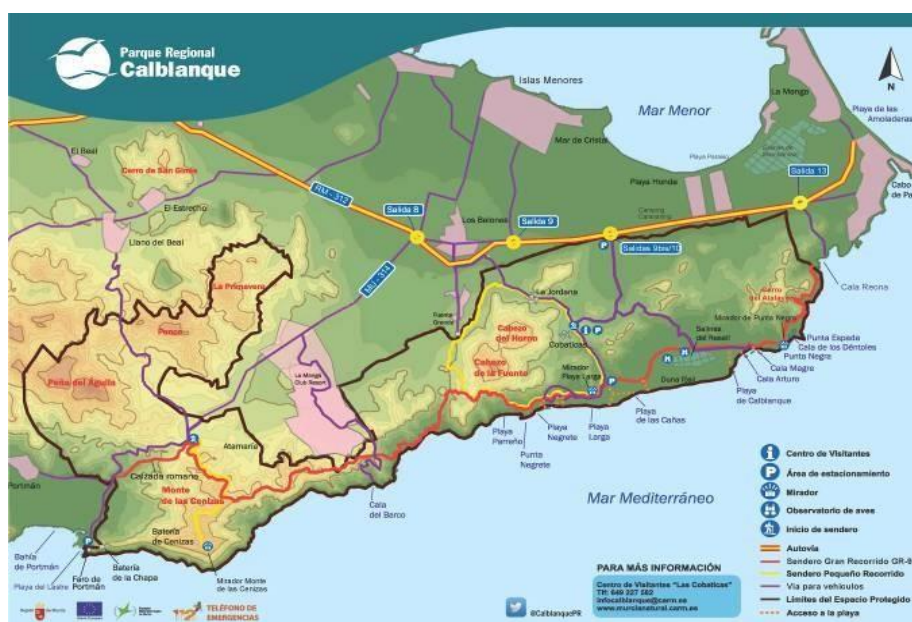 Parque Regional
Calblanque
N
Islas Menores
Mar Menor
La Manga
Playa de las
Amoladeras
Mar de Cristal
El Beal
Cerro de San Ginés
RM - 312
Playa Honda
Salida 13
Cabo
de Pa
El Estrecho
Salida 8
Los Belones
Salida 9
Salidas 9bis/10
Llano del Beal
MU - 314
La Primavera
Cala Reona
La Jordana
Ponce
Cabezo
del Horno
Cobaticas
Mirador de Punta Negra
Salinas
del Rasall
Punta Espada
Cala de los Déntoles
Punta Negra
Cala Magre
Cala Arturo
Peña del Águila
La Manga
Club Resort
Cabezo
de la Fuente
Mirador
Playa Larga
Playa
de Calblanque
Playa
de las Cañas
Playa
Larga
Playa
Negrete
Playa
Parreño
Punta
Negrete
Atamaría
Portmán
Calzada romana
Monte
de las Cenizas
Cala
del Barco
Mar Mediterráneo
Batería
de Cenizas
Bahía
de Portmán
Playa del Lastre
Faro de
Portmán
Batería
de la Chapa
Mirador Monte
de las Cenizas
Centro de Visitantes
Área de estacionamiento
Mirador
Observatorio de aves
Inicio de sendero
Autovía
Sendero Gran Recorrido GR-9
Sendero Pequeño Recorrido
Vía para vehículos
Límites del Espacio Protegido
Acceso a la playa
PARA MÁS INFORMACIÓN
Centro de Visitantes "Las Cobaticas"
Tlf: 649 227 582
infocalblanque@carm.es
www.murcianatural.carm.es
@CalblanquePR
TELÉFONO DE
EMERGENCIAS